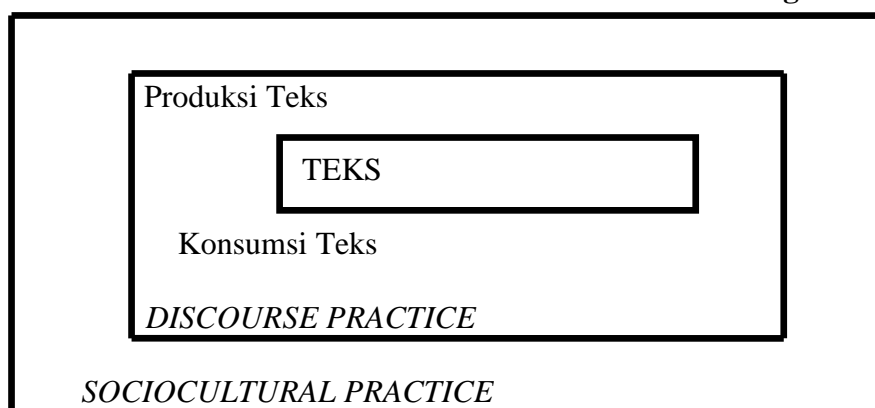 Produksi Teks
TEKS
Konsumsi Teks
DISCOURSE PRACTICE
SOCIOCULTURAL PRACTICE